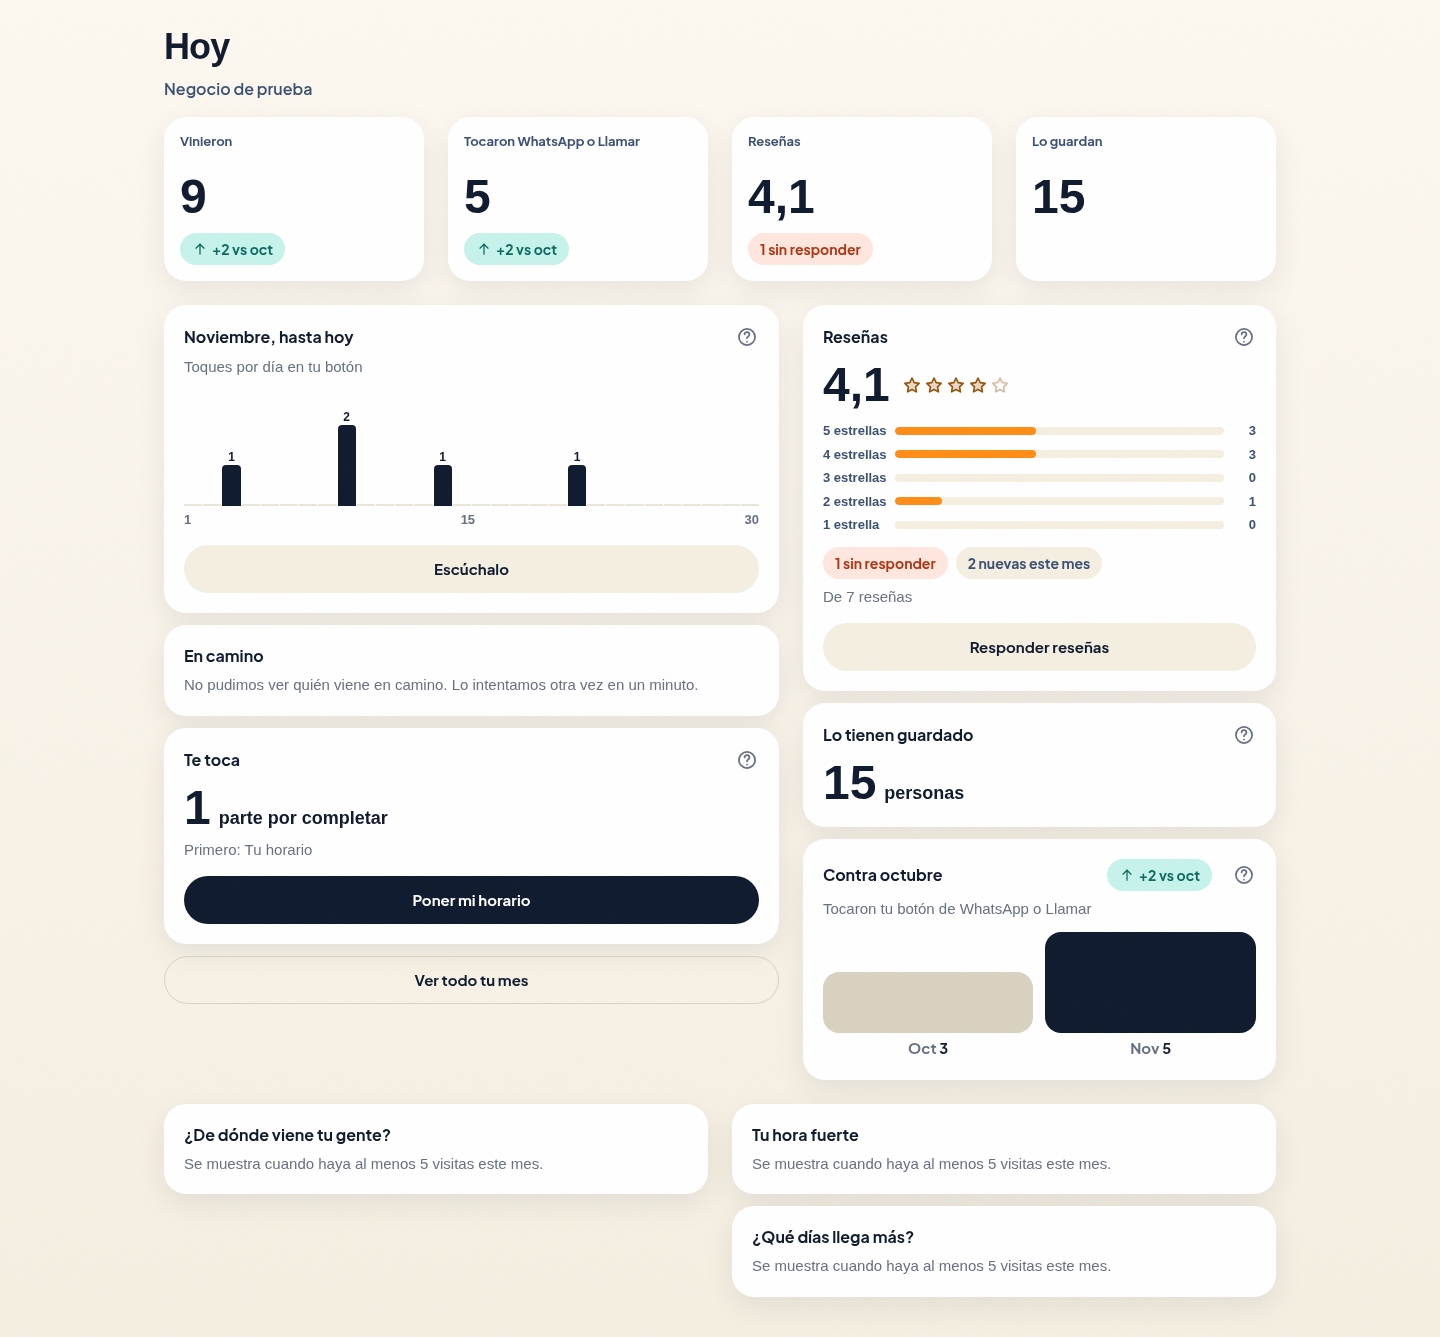 Hoy
Negocio de prueba
Vinieron
9
+2 vs oct
Tocaron WhatsApp o Llamar
5
+2 vs oct
Reseñas
4,1
1 sin responder
Lo guardan
15
Noviembre, hasta hoy
Toques por día en tu botón
1
2
1
1
1
15
30
Escúchalo
En camino
No pudimos ver quién viene en camino. Lo intentamos otra vez en un minuto.
Te toca
1 parte por completar
Primero: Tu horario
Poner mi horario
Ver todo tu mes
Reseñas
4,1
5 estrellas 3
4 estrellas 3
3 estrellas 0
2 estrellas 1
1 estrella 0
1 sin responder
2 nuevas este mes
De 7 reseñas
Responder reseñas
Lo tienen guardado
15 personas
Contra octubre
+2 vs oct
Tocaron tu botón de WhatsApp o Llamar
Oct 3
Nov 5
¿De dónde viene tu gente?
Se muestra cuando haya al menos 5 visitas este mes.
Tu hora fuerte
Se muestra cuando haya al menos 5 visitas este mes.
¿Qué días llega más?
Se muestra cuando haya al menos 5 visitas este mes.